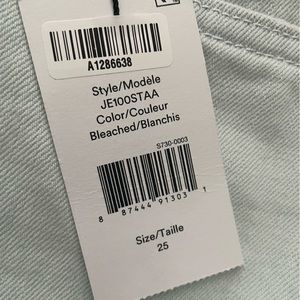 A1286638
Style/Modèle
JE100STAA
Color/Couleur
Bleached/Blanchis
S730-0003
8 87444 91303 1
Size/Taille
25